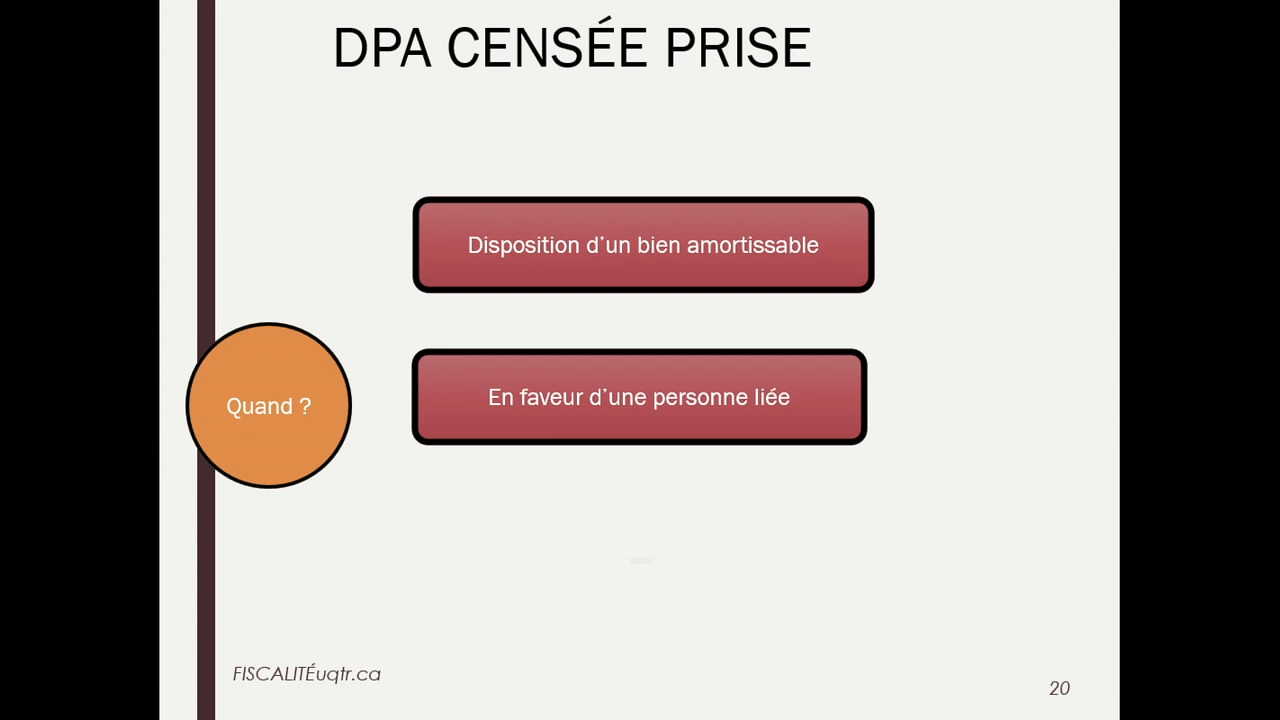 DPA CENSÉE PRISE
Disposition d'un bien amortissable
Quand ?
En faveur d'une personne liée
FISCALITÉuqtr.ca
20